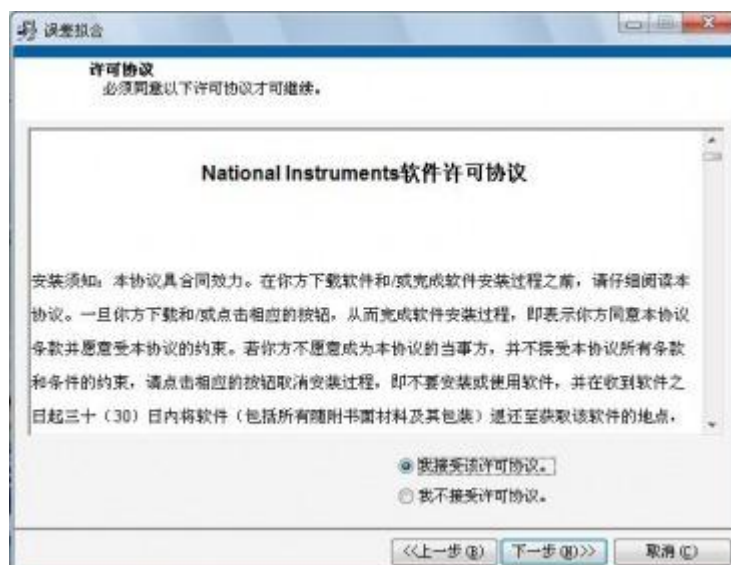 误差拟合
许可协议
必须同意以下许可协议才可继续。
National Instruments软件许可协议
安装须知:本协议具合同效力。在你方下载软件和/或完成软件安装过程之前,请仔细阅读本
协议。一旦你方下载和/或点击相应的按钮,从而完成软件安装过程,即表示你方同意本协议
条款并愿意受本协议的约束。若你方不愿意成为本协议的当事方,并不接受本协议所有条款
和条件的约束,请点击相应的按钮取消安装过程,即不要安装或使用软件,并在收到软件之
日起三十(30)日内将软件(包括所有随附书面材料及其包装)退还至获取该软件的地点,
我接受该许可协议。
我不接受许可协议。
<<上一步(B) 下一步(N)>> 取消(C)